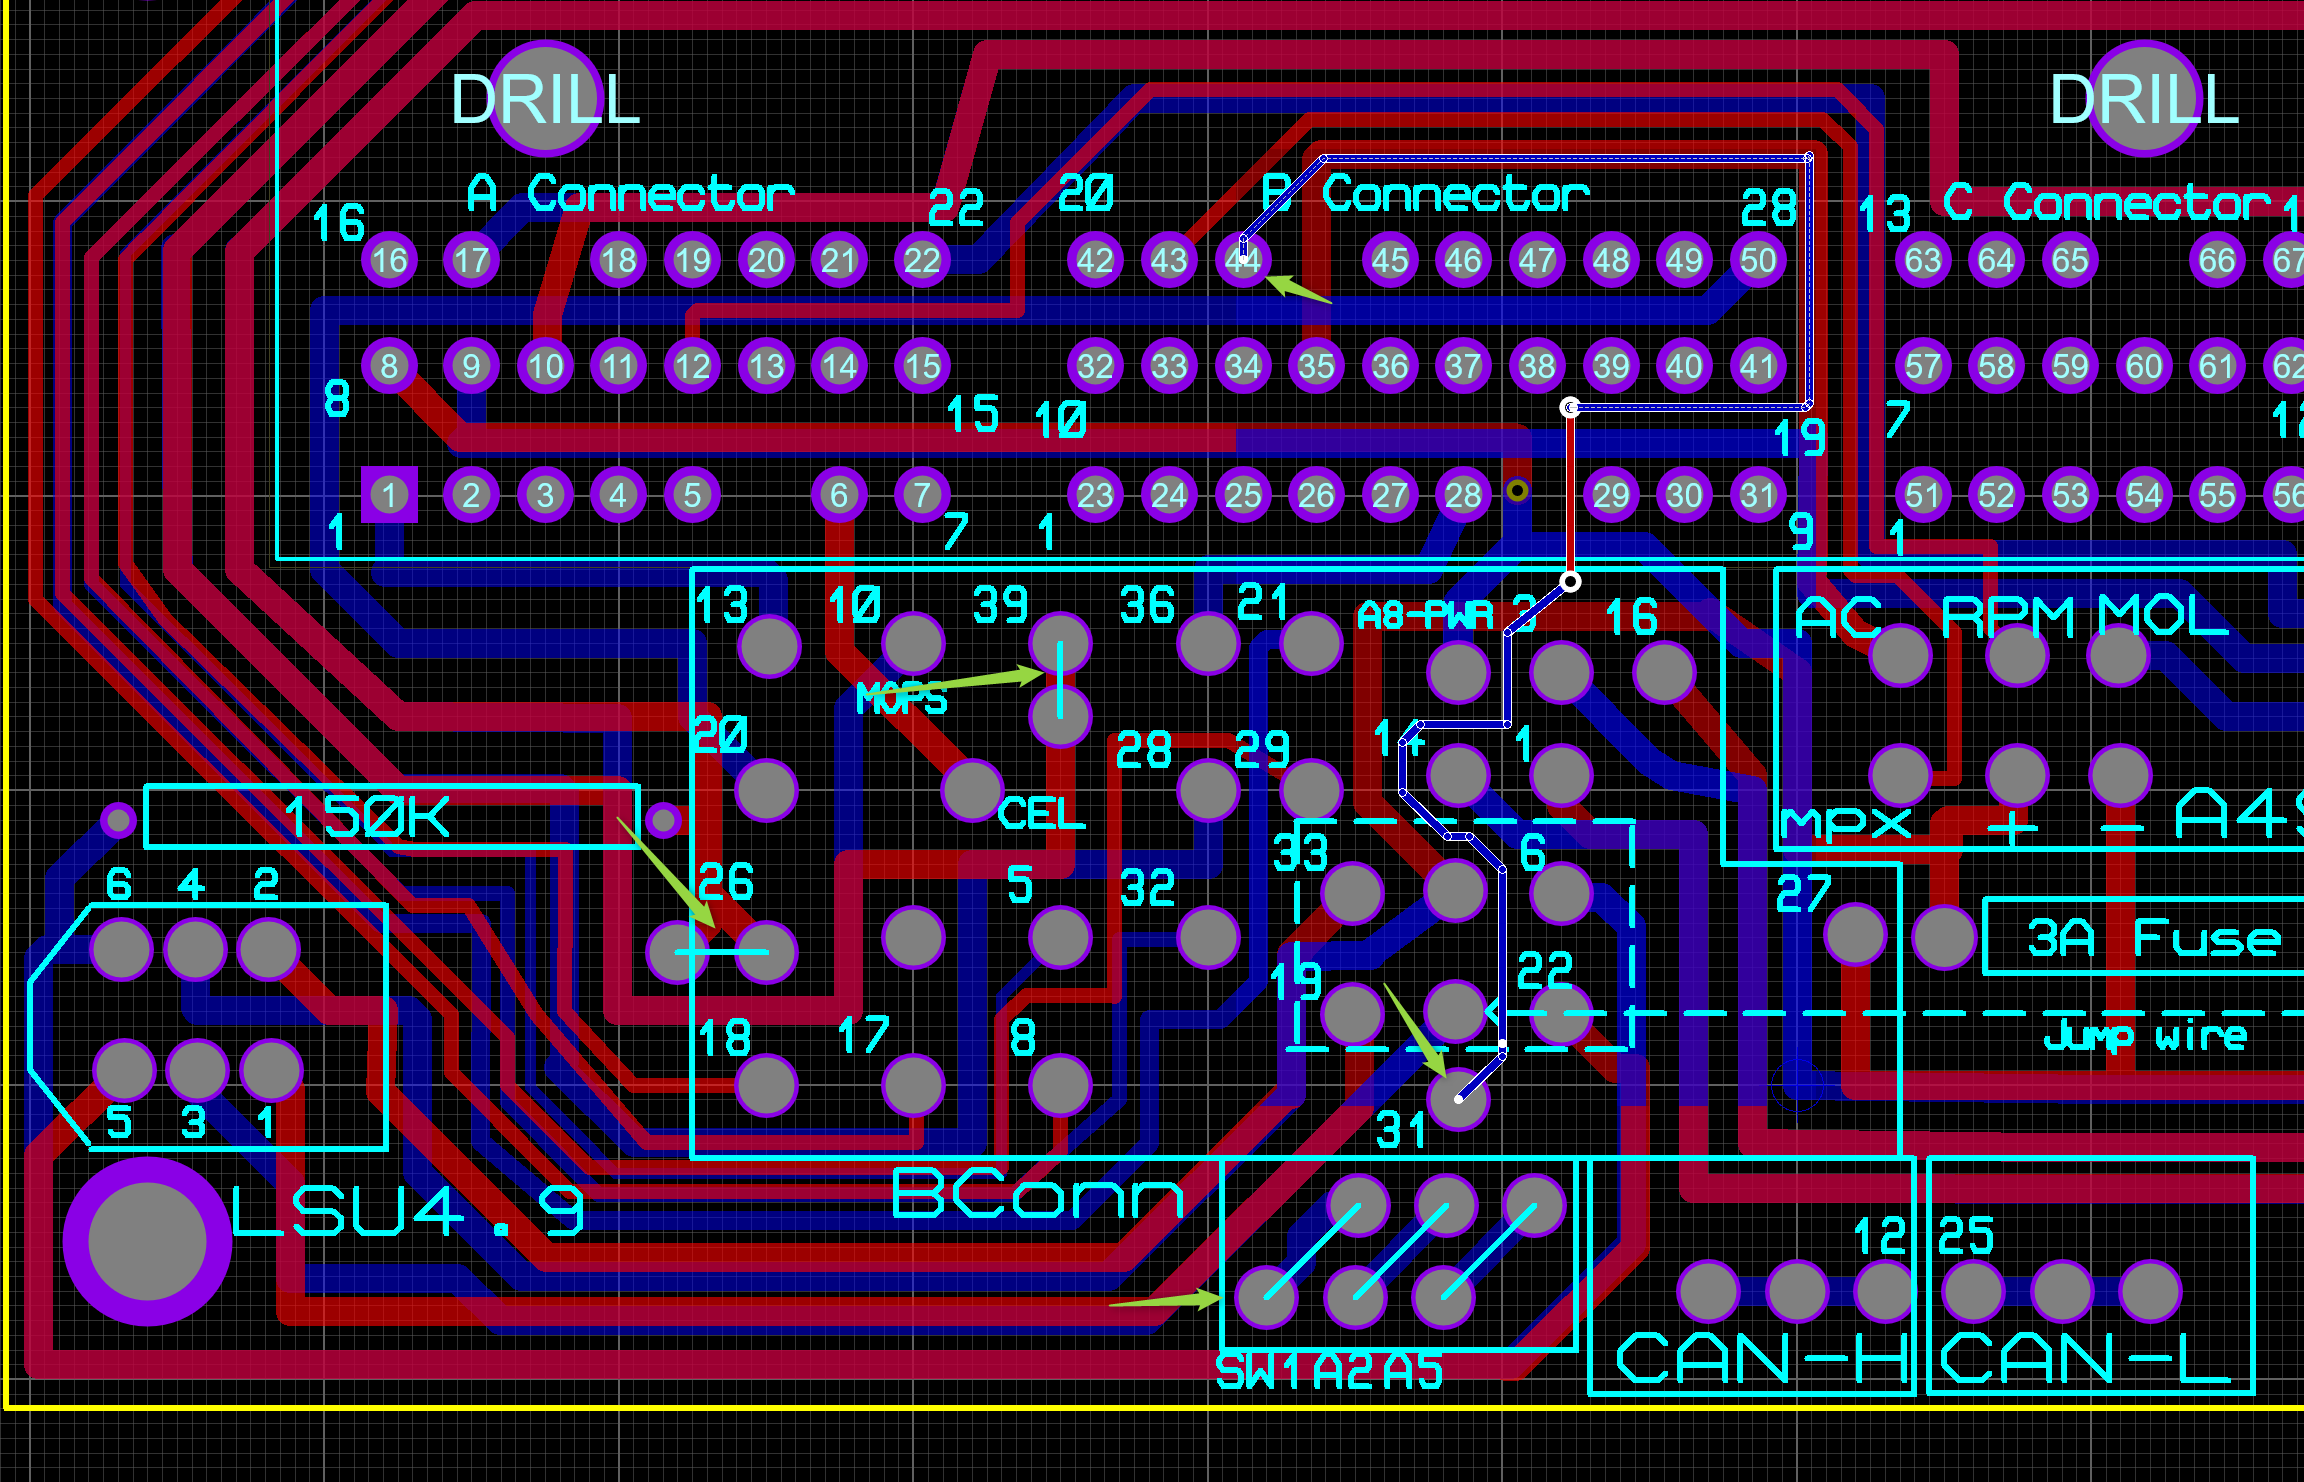 DRILL DRILL
A Connector 22 20 B Connector 28 13 C Connector 1
16
16 17 18 19 20 21 22 42 43 44 45 46 47 48 49 50 63 64 65 66 67
8 9 10 11 12 13 14 15 32 33 34 35 36 37 38 39 40 41 57 58 59 60 61 62
8 15 10 19 7 12
1 2 3 4 5 6 7 23 24 25 26 27 28 29 30 31 51 52 53 54 55 56
1 7 1 9 1
13 10 39 36 21 A8-PWR 3 16 AC RPM MOL
MOPS
20 28 29 14 1
150K CEL MPX + - A4S
6 4 2 26 5 32 33 6 27
3A Fuse
19 22
18 17 8 Jump wire
5 3 1 31
LSU4.9 BConn
12 25
SW1A2A5 CAN-H CAN-L